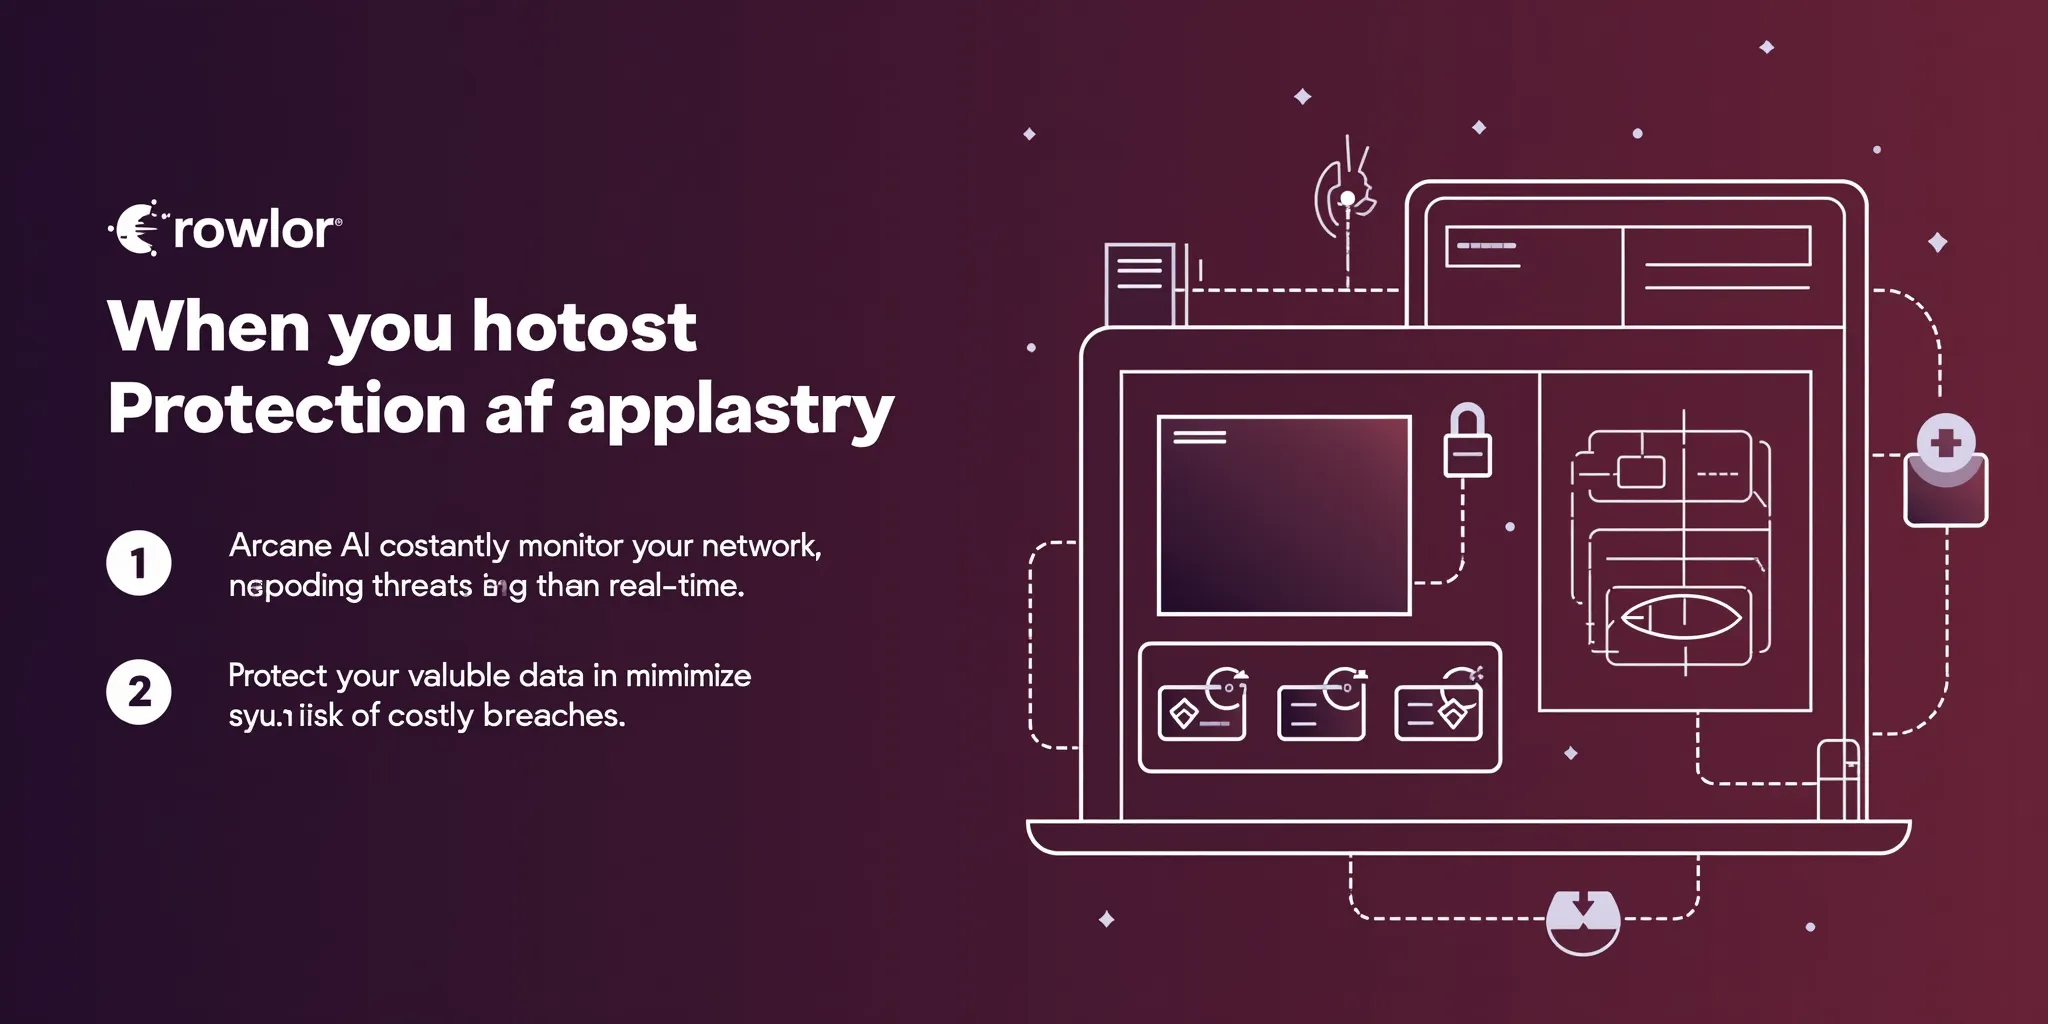 rowlor
When you hotost
Protection af applastry
1
Arcane AI costantly monitor your network,
threats than real-time.
2
Protect your valuble data in mimimize
of costly breaches.